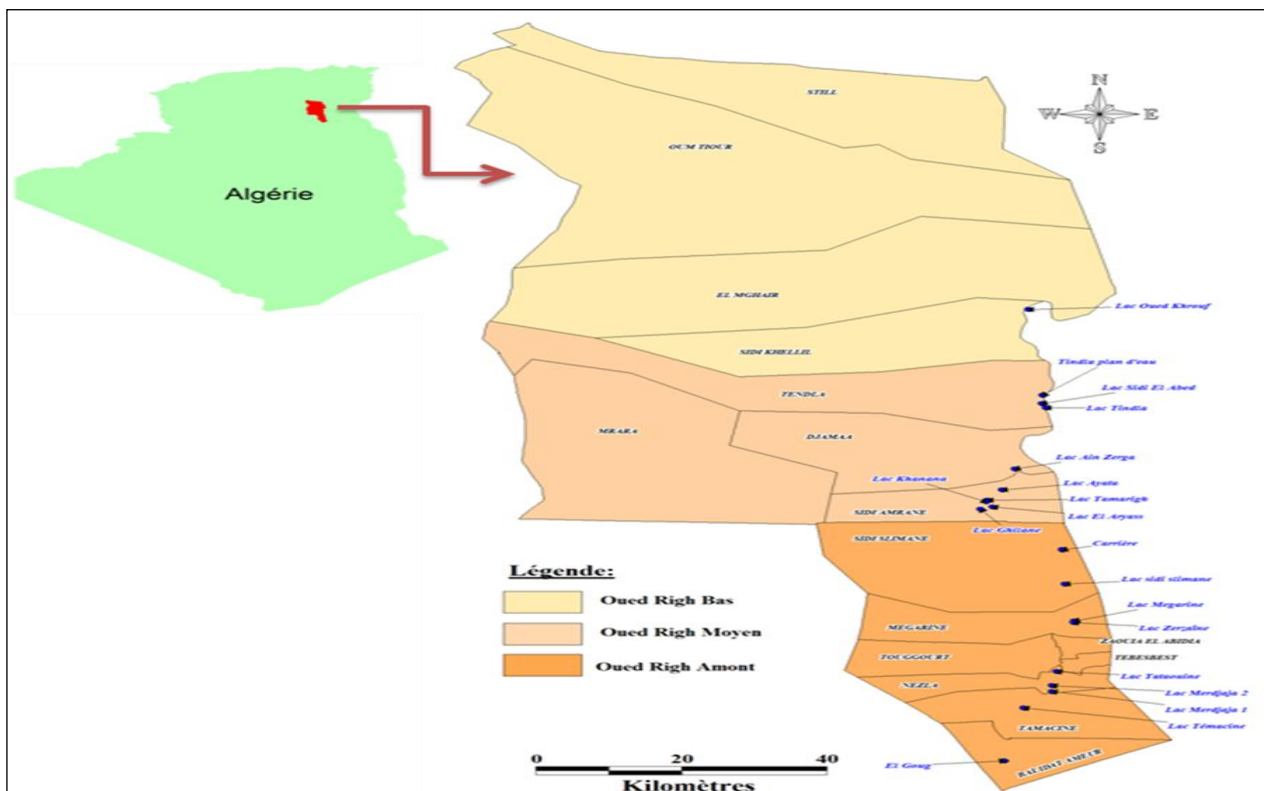 Algérie
N
W E
S
STILL
OUM TIOUR
EL MGHAIR
Lac Oued Khrouf
SIDI KHELLIL
Tindla plan d'eau
Lac Sidi El Abed
Lac Tindla
TENDLA
MRARA
DJAMAA
Lac Ain Zerga
Lac Khanana
Lac Ayata
Lac Tamarigh
Lac El Aryass
SIDI AMRANE
Lac Ghilane
SIDI SLIMANE
Carrière
Lac sidi slimane
Légende:
Oued Righ Bas
Oued Righ Moyen
Oued Righ Amont
Lac Megarine
Lac Zerzaine
MEGARINE
ZAOUIA EL ABIDIA
TOUGGOURT
TEBESBEST
Lac Tataouine
NEZLA
Lac Merdjaja 2
Lac Merdjaja 1
Lac Témacine
TAMACINE
El Goug
BALIDAT AMEUR
0 20 40
Kilomètres